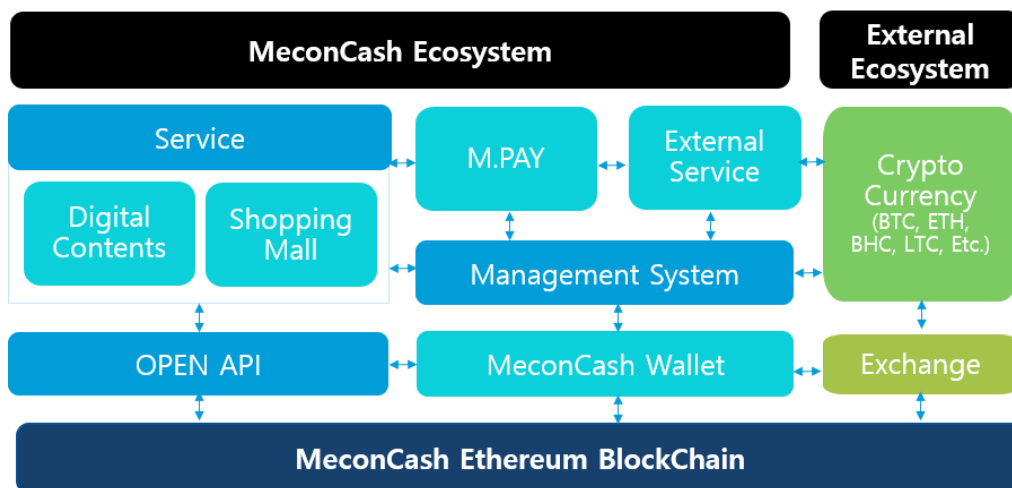 MeconCash Ecosystem
External
Ecosystem
Service
Digital
Contents
Shopping
Mall
M.PAY
External
Service
Crypto
Currency
(BTC, ETH,
BHC, LTC, Etc.)
Management System
OPEN API
MeconCash Wallet
Exchange
MeconCash Ethereum BlockChain